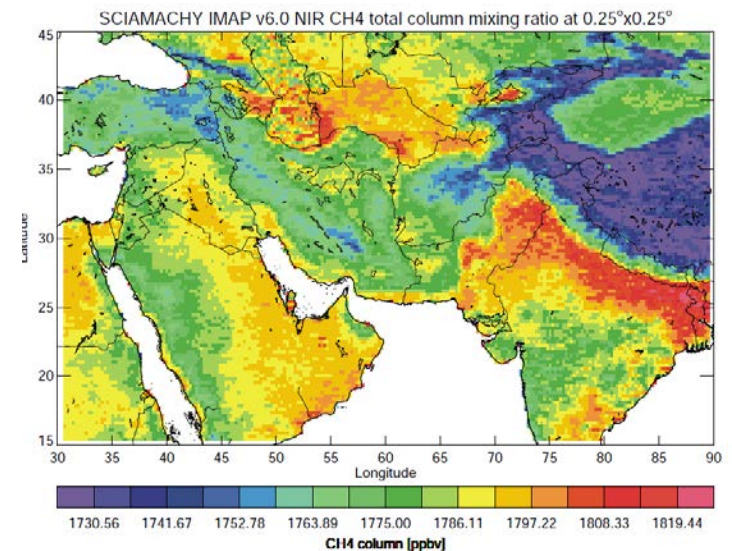 SCIAMACHY IMAP v6.0 NIR CH4 total column mixing ratio at 0.25°x0.25°
45
40
35
30
25
20
15
Latitude
30 35 40 45 50 55 60 65 70 75 80 85 90
Longitude
1730.56 1741.67 1752.78 1763.89 1775.00 1786.11 1797.22 1808.33 1819.44
CH4 column [ppbv]